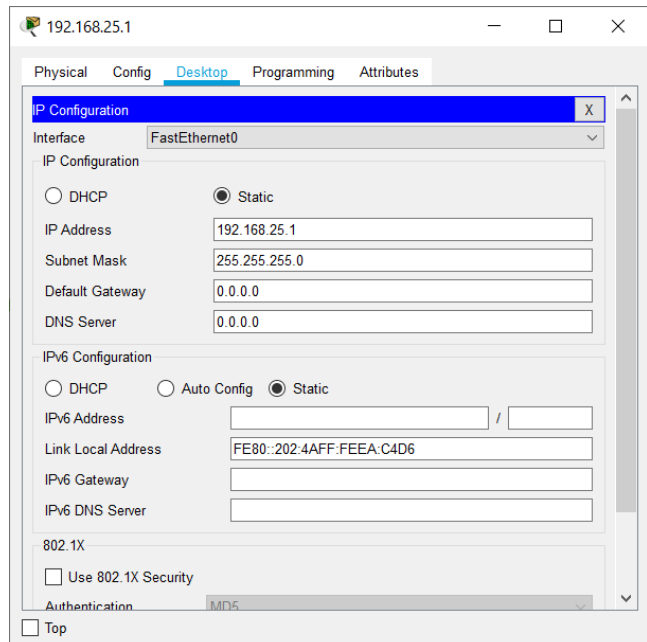 192.168.25.1
Physical Config Desktop Programming Attributes
IP Configuration X
Interface FastEthernet0
IP Configuration
DHCP Static
IP Address 192.168.25.1
Subnet Mask 255.255.255.0
Default Gateway 0.0.0.0
DNS Server 0.0.0.0
IPv6 Configuration
DHCP Auto Config Static
IPv6 Address /
Link Local Address FE80::202:4AFF:FEEA:C4D6
IPv6 Gateway
IPv6 DNS Server
802.1X
Use 802.1X Security
Authentication MD5
Top